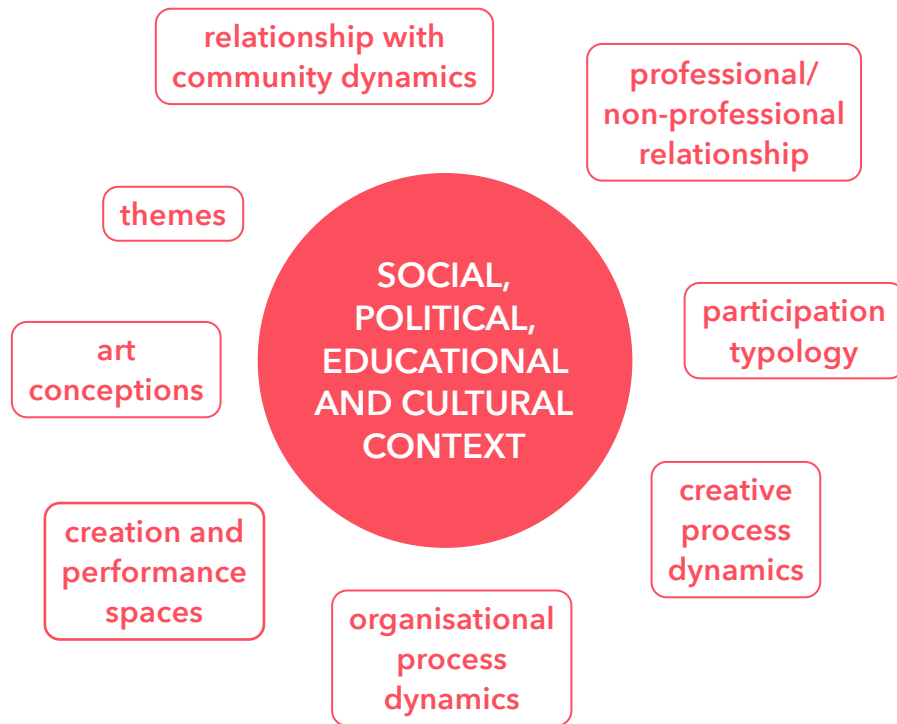 relationship with
community dynamics
professional/
non-professional
relationship
themes
SOCIAL,
POLITICAL,
EDUCATIONAL
AND CULTURAL
CONTEXT
participation
typology
art
conceptions
creative
process
dynamics
creation and
performance
spaces
organisational
process
dynamics